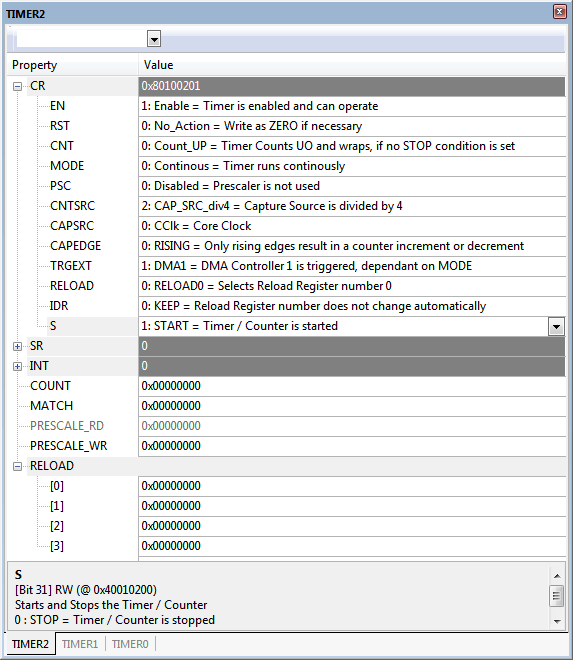 TIMER2
Property Value
CR 0x80100201
EN 1: Enable = Timer is enabled and can operate
RST 0: No_Action = Write as ZERO if necessary
CNT 0: Count_UP = Timer Counts UO and wraps, if no STOP condition is set
MODE 0: Continous = Timer runs continously
PSC 0: Disabled = Prescaler is not used
CNTSRC 2: CAP_SRC_div4 = Capture Source is divided by 4
CAPSRC 0: CClk = Core Clock
CAPEDGE 0: RISING = Only rising edges result in a counter increment or decrement
TRGEXT 1: DMA1 = DMA Controller 1 is triggered, dependant on MODE
RELOAD 0: RELOAD0 = Selects Reload Register number 0
IDR 0: KEEP = Reload Register number does not change automatically
S 1: START = Timer / Counter is started
SR 0
INT 0
COUNT 0x00000000
MATCH 0x00000000
PRESCALE_RD 0x00000000
PRESCALE_WR 0x00000000
RELOAD
[0] 0x00000000
[1] 0x00000000
[2] 0x00000000
[3] 0x00000000
S
[Bit 31] RW (@ 0x40010200)
Starts and Stops the Timer / Counter
0 : STOP = Timer / Counter is stopped
TIMER2 TIMER1 TIMER0